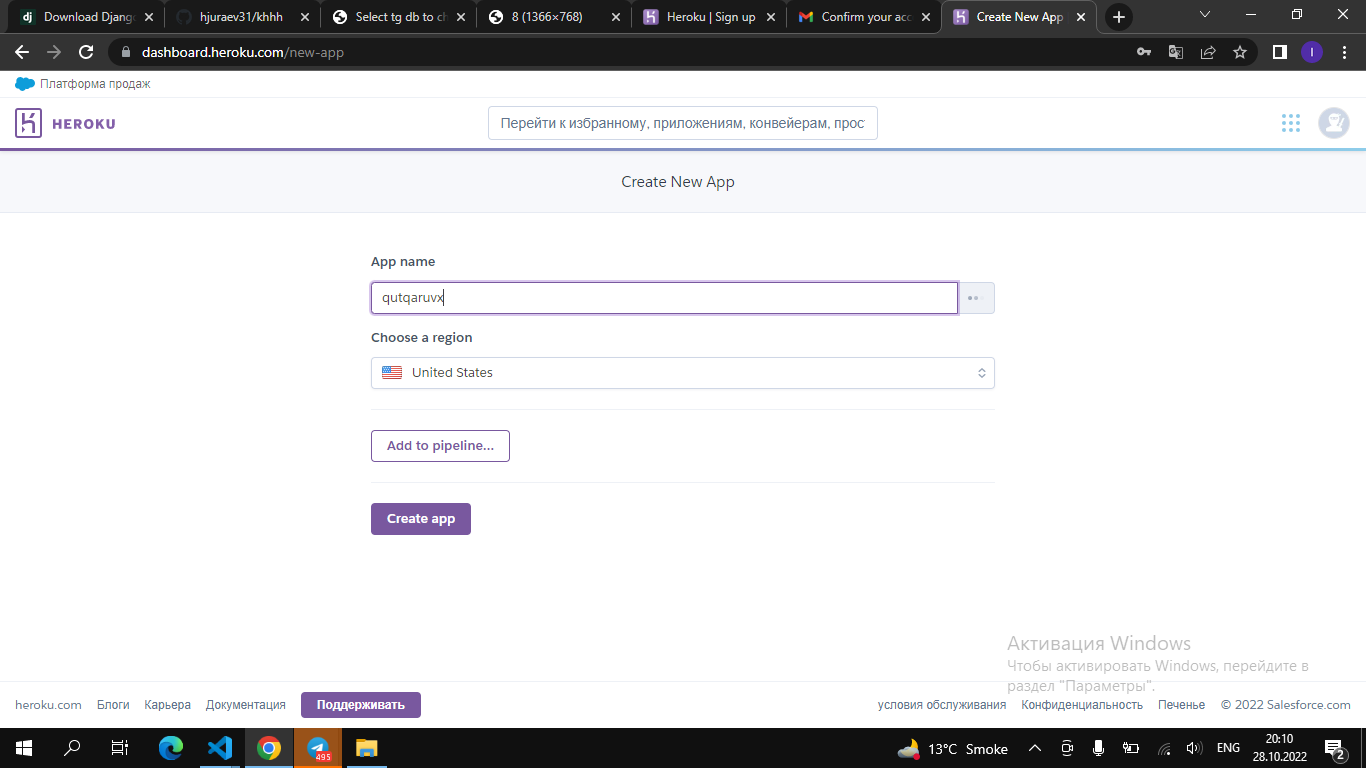 Download Djang
hjuraev31/khhh
Select tg db to ch
8 (1366×768)
Heroku | Sign up
Confirm your acc
Create New App
dashboard.heroku.com/new-app
I
Платформа продаж
HEROKU
Перейти к избранному, приложениям, конвейерам, прос
Create New App
App name
qutqaruvx
Choose a region
United States
Add to pipeline...
Create app
Активация Windows
Чтобы активировать Windows, перейдите в
раздел "Параметры".
heroku.com Блоги Карьера Документация Поддерживать условия обслуживания Конфиденциальность Печенье © 2022 Salesforce.com
495
13°C Smoke
ENG
20:10
28.10.2022
2